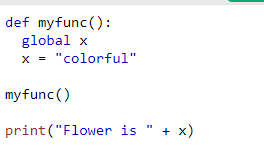 def myfunc():
  global x
  x = "colorful"

myfunc()

print("Flower is " + x)